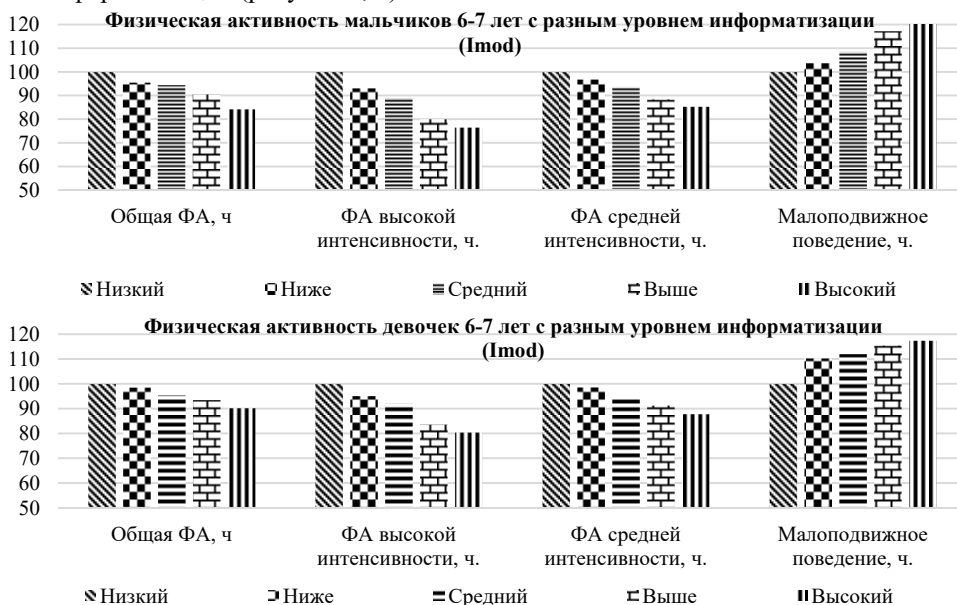 Физическая активность мальчиков 6-7 лет с разным уровнем информатизации
(Imod)
120
110
100
90
80
70
60
50
Общая ФА, ч
ФА высокой
интенсивности, ч.
ФА средней
интенсивности, ч.
Малоподвижное
поведение, ч.
Низкий
Ниже
Средний
Выше
Высокий
Физическая активность девочек 6-7 лет с разным уровнем информатизации
(Imod)
120
110
100
90
80
70
60
50
Общая ФА, ч
ФА высокой
интенсивности, ч.
ФА средней
интенсивности, ч.
Малоподвижное
поведение, ч.
Низкий
Ниже
Средний
Выше
Высокий